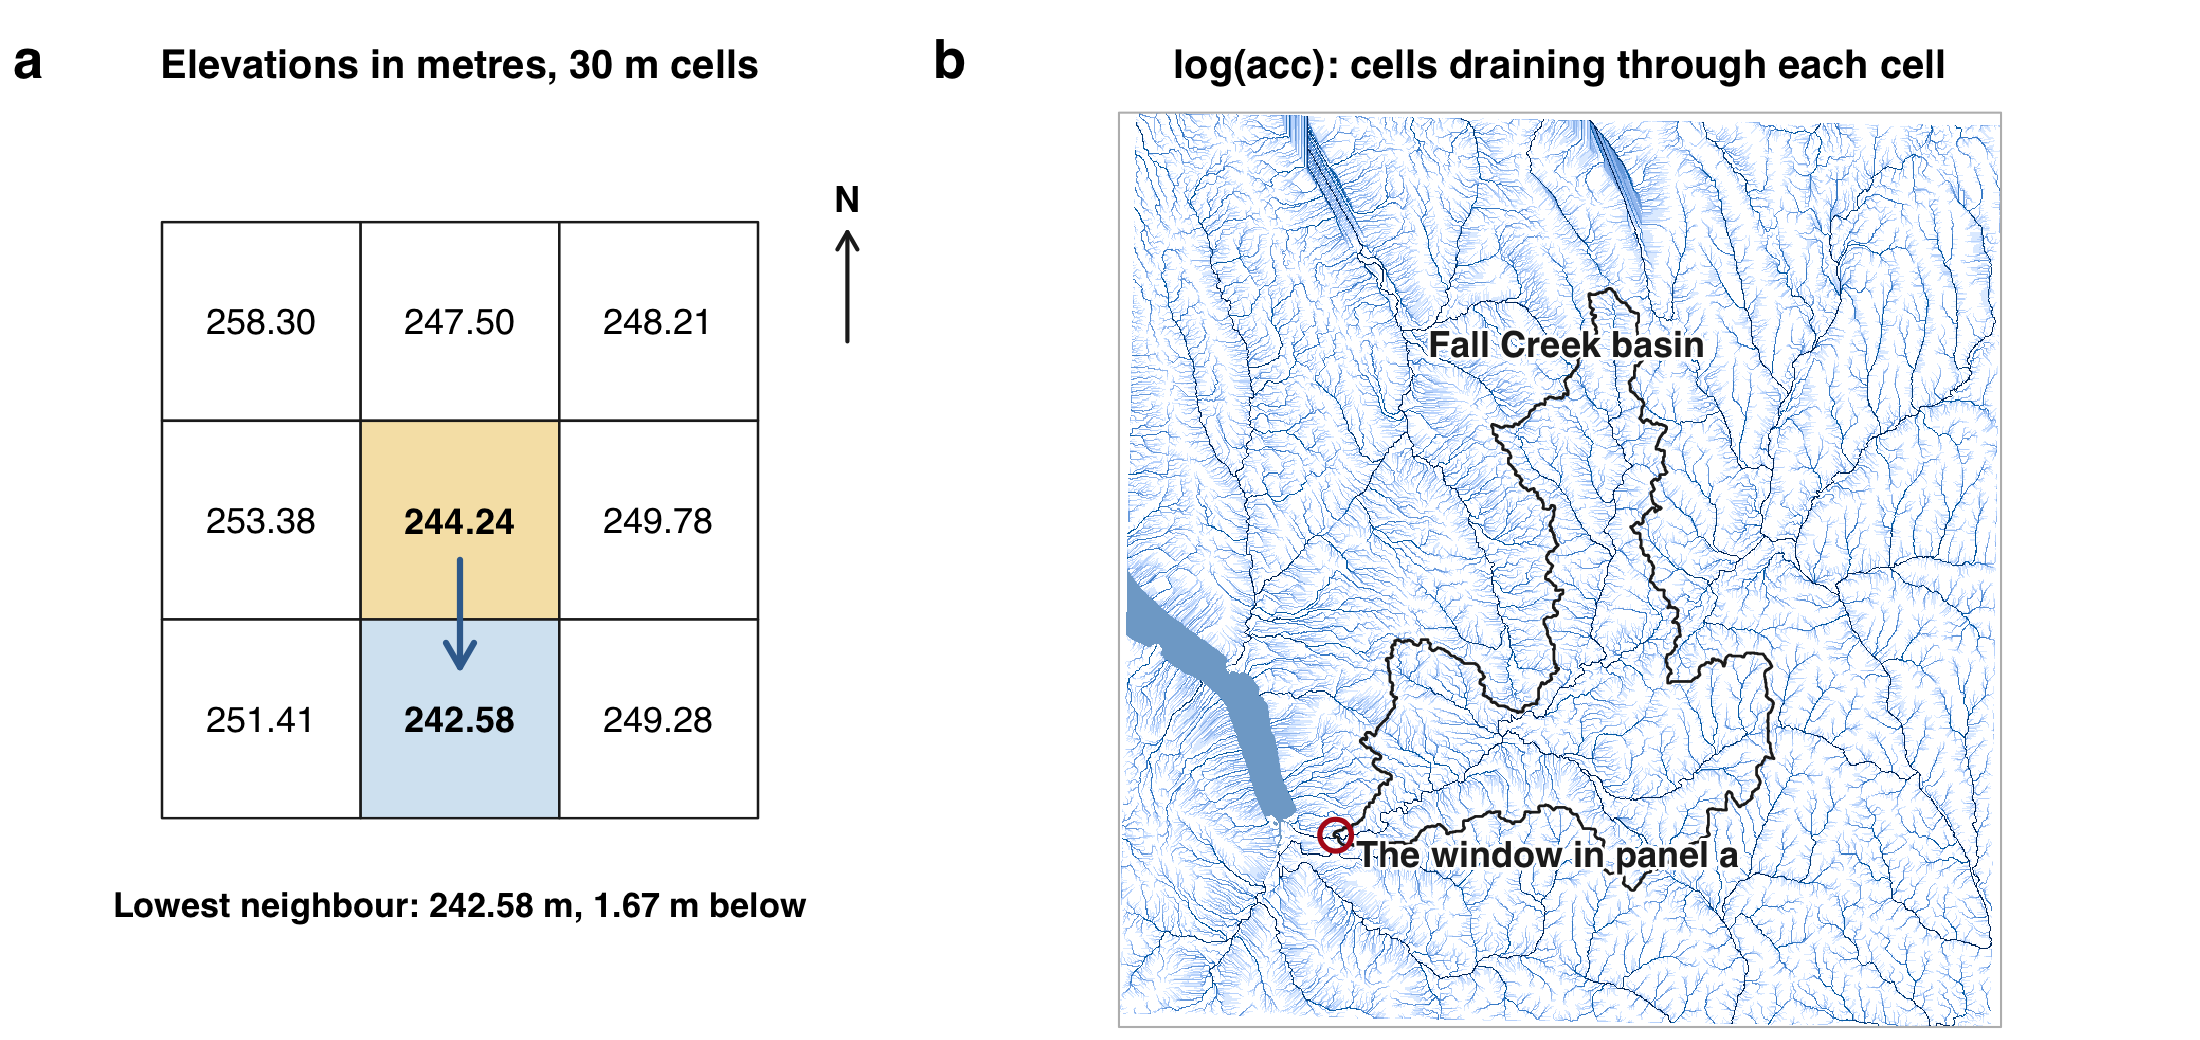 a
Elevations in metres, 30 m cells
N
258.30 247.50 248.21
253.38 244.24 249.78
251.41 242.58 249.28
Lowest neighbour: 242.58 m, 1.67 m below
b
log(acc): cells draining through each cell
Fall Creek basin
The window in panel a